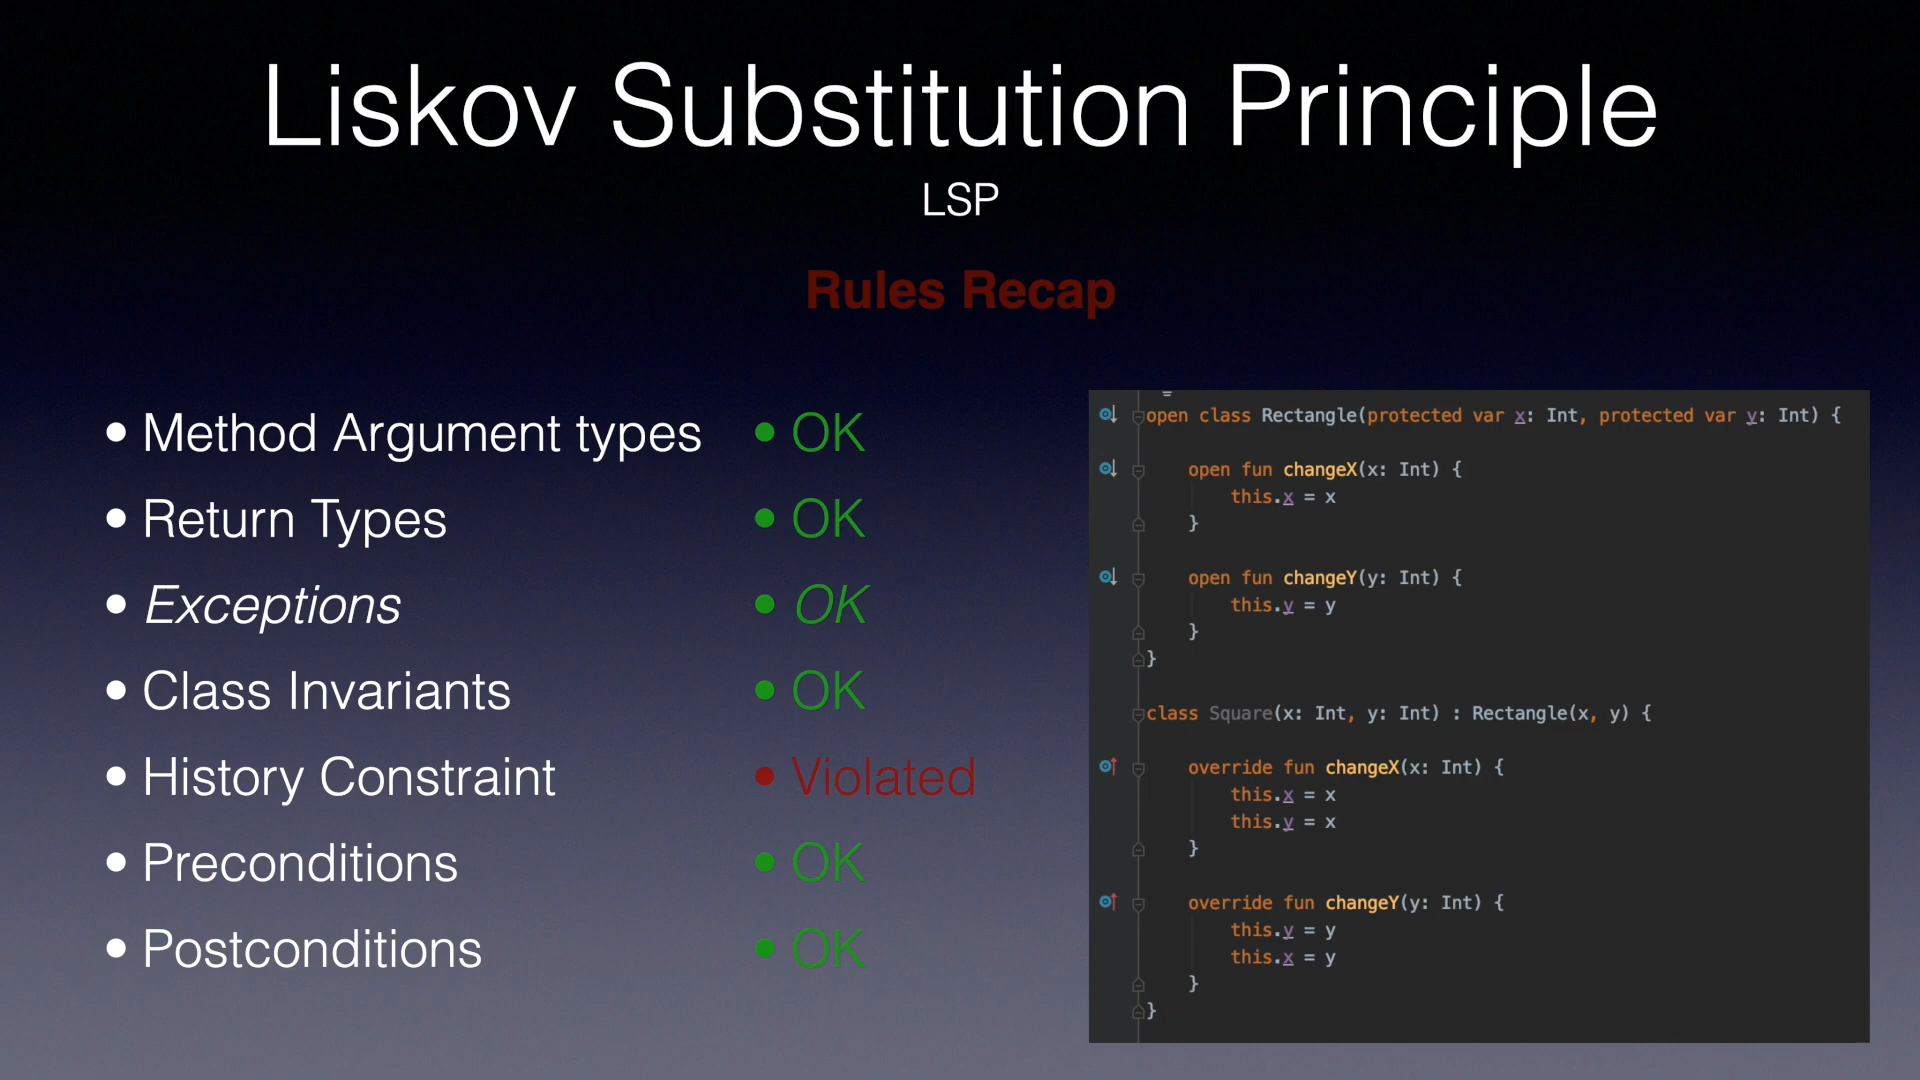 Liskov Substitution Principle
LSP
Rules Recap
• Method Argument types
• Return Types
• Exceptions
• Class Invariants
• History Constraint
• Preconditions
• Postconditions
• OK
• OK
• OK
• OK
• Violated
• OK
• OK
open class Rectangle(protected var x: Int, protected var y: Int) {
open fun changeX(x: Int) {
this.x = x
}
open fun changeY(y: Int) {
this.y = y
}
}
class Square(x: Int, y: Int) : Rectangle(x, y) {
override fun changeX(x: Int) {
this.x = x
this.y = x
}
override fun changeY(y: Int) {
this.y = y
this.x = y
}
}